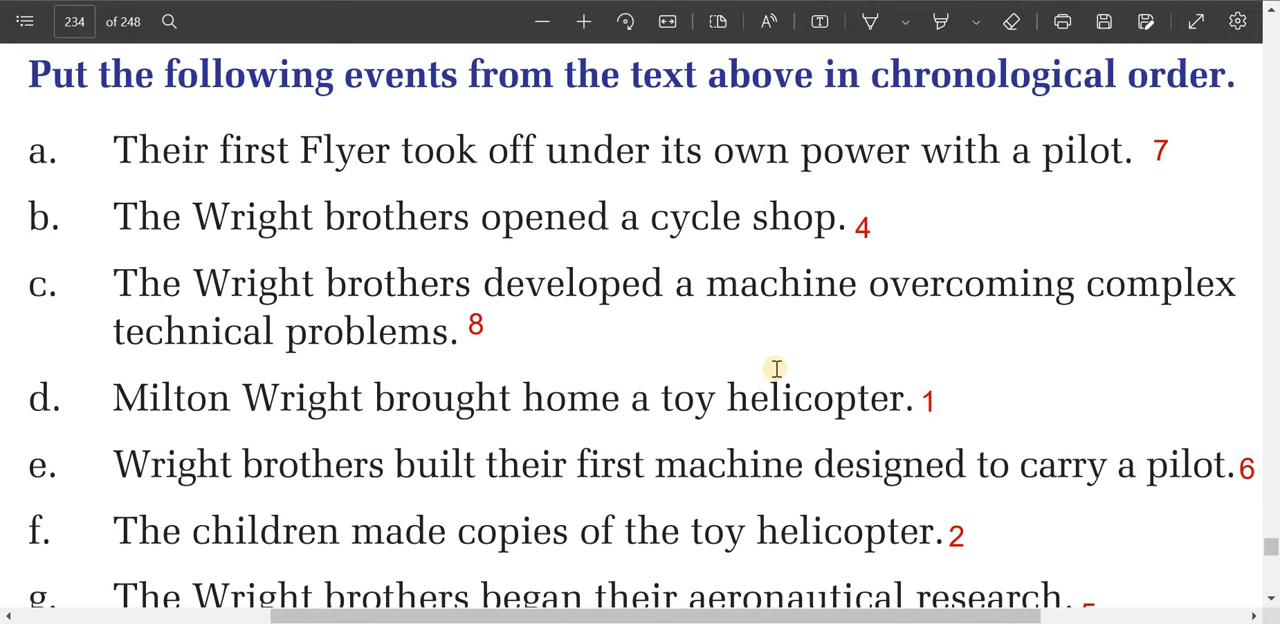 234 of 248
Put the following events from the text above in chronological order.
a. Their first Flyer took off under its own power with a pilot. 7
b. The Wright brothers opened a cycle shop. 4
c. The Wright brothers developed a machine overcoming complex
technical problems. 8
d. Milton Wright brought home a toy helicopter. 1
e. Wright brothers built their first machine designed to carry a pilot. 6
f. The children made copies of the toy helicopter. 2
g. The Wright brothers began their aeronautical research. 5